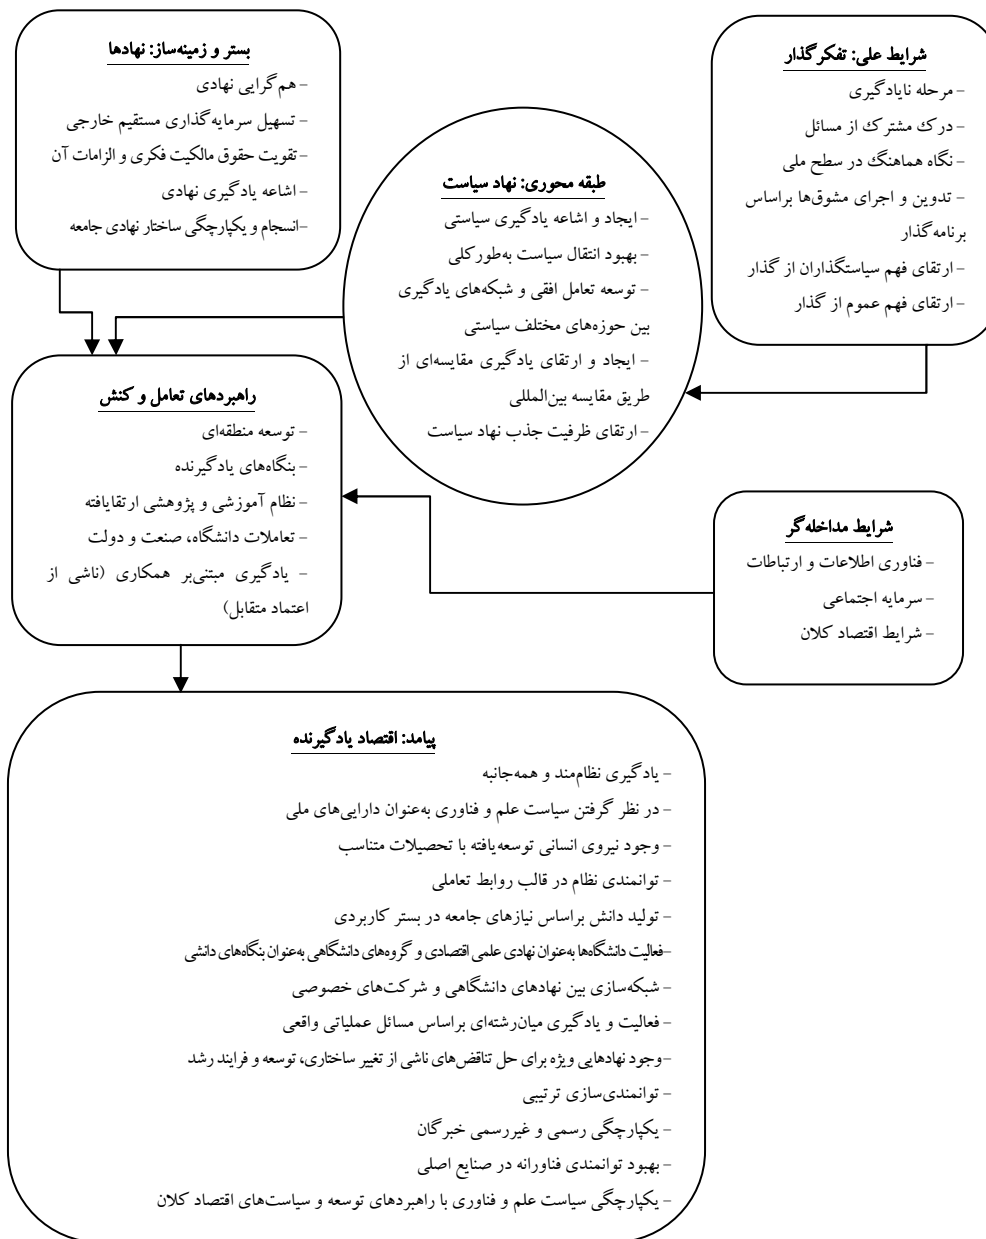 شرایط علی: تفکر گذار
- مرحله نایادگیری
- درک مشترک از مسائل
- نگاه هماهنگ در سطح ملی
- تدوین و اجرای مشوق‌ها براساس
برنامه گذار
- ارتقای فهم سیاستگذاران از گذار
- ارتقای فهم عموم از گذار
بستر و زمینه‌ساز: نهادها
- هم‌گرایی نهادی
- تسهیل سرمایه‌گذاری مستقیم خارجی
- تقویت حقوق مالکیت فکری و الزامات آن
- اشاعه یادگیری نهادی
-انسجام و یکپارچگی ساختار نهادی جامعه
طبقه محوری: نهاد سیاست
- ایجاد و اشاعه یادگیری سیاستی
- بهبود انتقال سیاست به‌طورکلی
- توسعه تعامل افقی و شبکه‌های یادگیری
بین حوزه‌های مختلف سیاستی
- ایجاد و ارتقای یادگیری مقایسه‌ای از
طریق مقایسه بین‌المللی
- ارتقای ظرفیت جذب نهاد سیاست
راهبردهای تعامل و کنش
- توسعه منطقه‌ای
- بنگاه‌های یادگیرنده
- نظام آموزشی و پژوهشی ارتقایافته
- تعاملات دانشگاه، صنعت و دولت
- یادگیری مبتنی‌بر همکاری (ناشی از
اعتماد متقابل)
شرایط مداخله‌گر
- فناوری اطلاعات و ارتباطات
- سرمایه اجتماعی
- شرایط اقتصاد کلان
پیامد: اقتصاد یادگیرنده
- یادگیری نظام‌مند و همه‌جانبه
- در نظر گرفتن سیاست علم و فناوری به‌عنوان دارایی‌های ملی
- وجود نیروی انسانی توسعه‌یافته با تحصیلات متناسب
- توانمندی نظام در قالب روابط تعاملی
- تولید دانش براساس نیازهای جامعه در بستر کاربردی
-فعالیت دانشگاه‌ها به‌عنوان نهادی علمی اقتصادی و گروه‌های دانشگاهی به‌عنوان بنگاه‌های دانشی
- شبکه‌سازی بین نهادهای دانشگاهی و شرکت‌های خصوصی
- فعالیت و یادگیری میان‌رشته‌ای براساس مسائل عملیاتی واقعی
-وجود نهادهایی ویژه برای حل تناقض‌های ناشی از تغییر ساختاری، توسعه و فرایند رشد
- توانمندی‌سازی ترتیبی
- یکپارچگی رسمی و غیررسمی خبرگان
- بهبود توانمندی فناورانه در صنایع اصلی
- یکپارچگی سیاست علم و فناوری با راهبردهای توسعه و سیاست‌های اقتصاد کلان